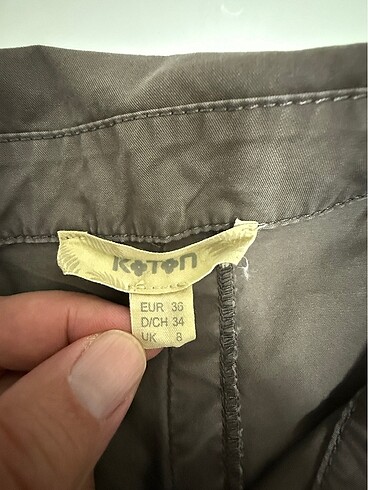 KOTON
EUR 36
D/CH 34
UK 8